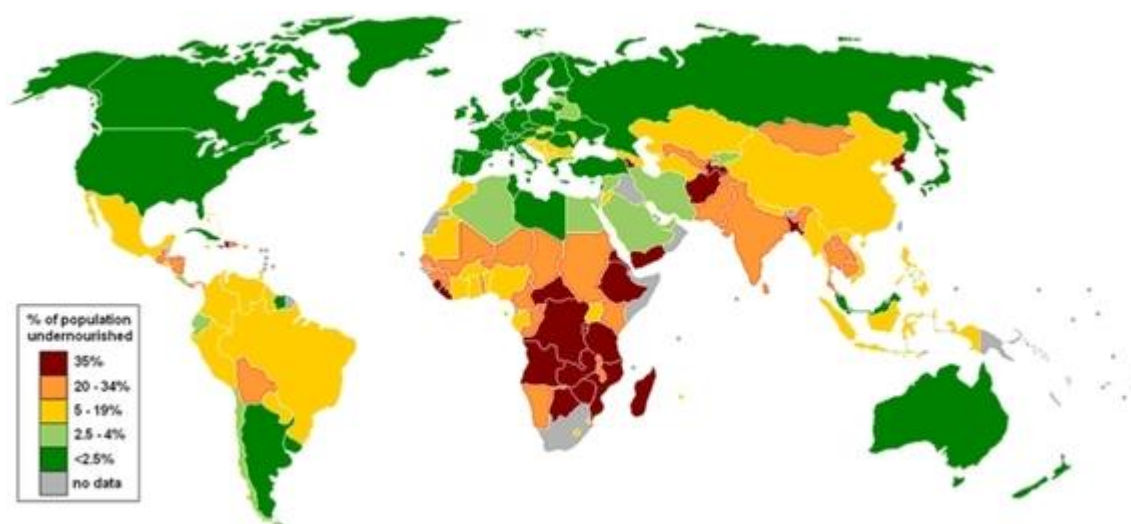 % of population
undernourished
35%
20 - 34%
5 - 19%
2.5 - 4%
<2.5%
no data